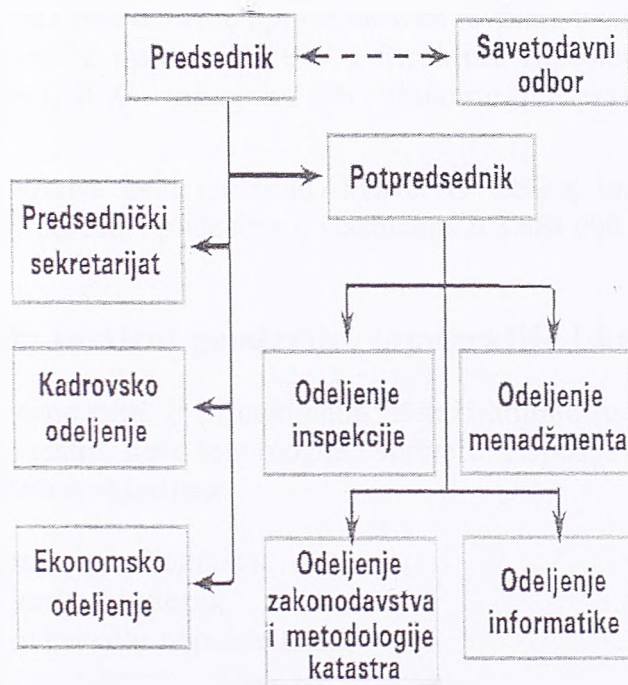 Predsednik
Savetodavni
odbor
Potpredsednik
Predsednički
sekretarijat
Kadrovsko
odeljenje
Ekonomsko
odeljenje
Odeljenje
inspekcije
Odeljenje
menadžmenta
Odeljenje
zakonodavstva
i metodologije
katastra
Odeljenje
informatike